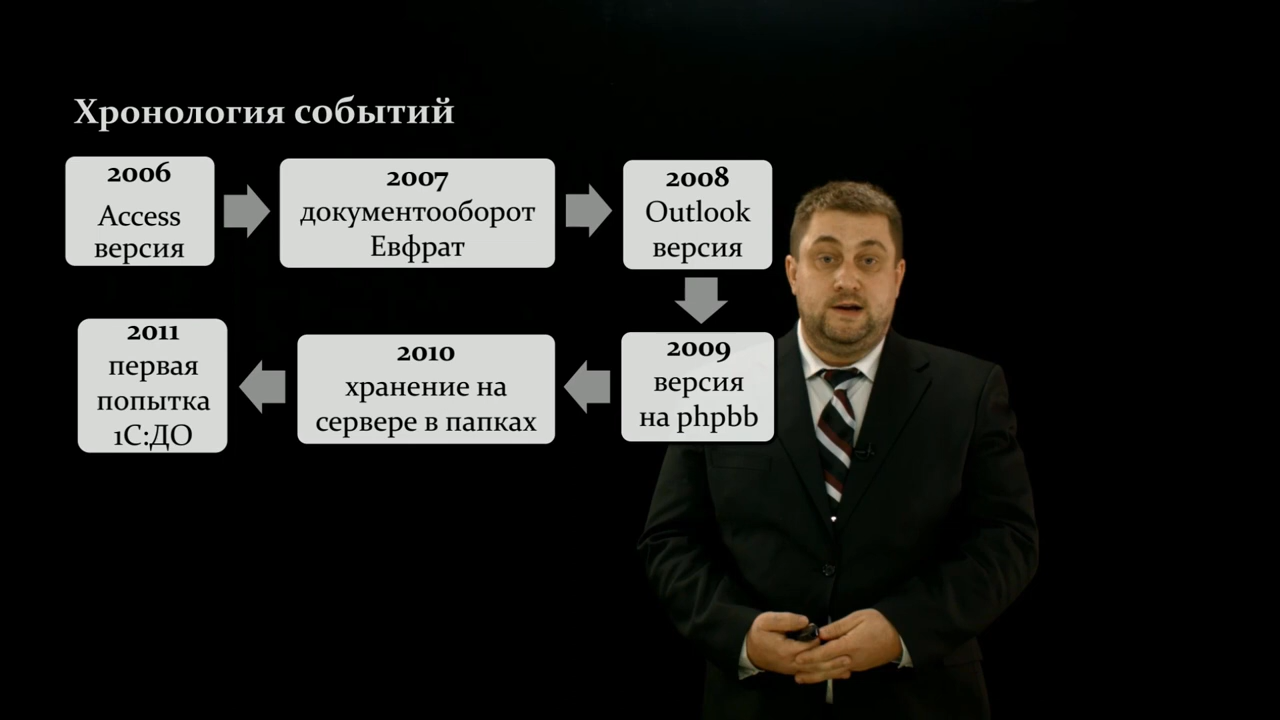 Хронология событий
2006
Access
версия
2007
документооборот
Евфрат
2008
Outlook
версия
2009
версия
на phpbb
2010
хранение на
сервере в папках
2011
первая
попытка
1С:ДО